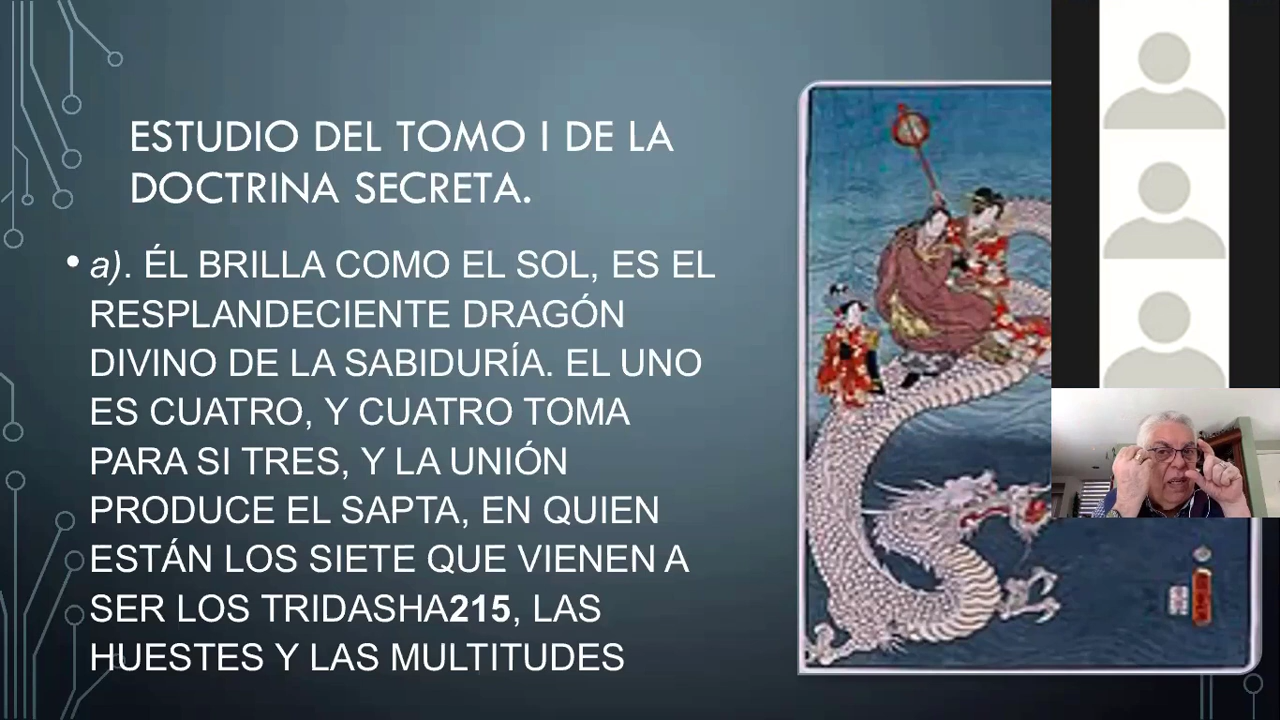 ESTUDIO DEL TOMO I DE LA
DOCTRINA SECRETA.
• a). ÉL BRILLA COMO EL SOL, ES EL
RESPLANDECIENTE DRAGÓN
DIVINO DE LA SABIDURÍA. EL UNO
ES CUATRO, Y CUATRO TOMA
PARA SI TRES, Y LA UNIÓN
PRODUCE EL SAPTA, EN QUIEN
ESTÁN LOS SIETE QUE VIENEN A
SER LOS TRIDASHA215, LAS
HUESTES Y LAS MULTITUDES